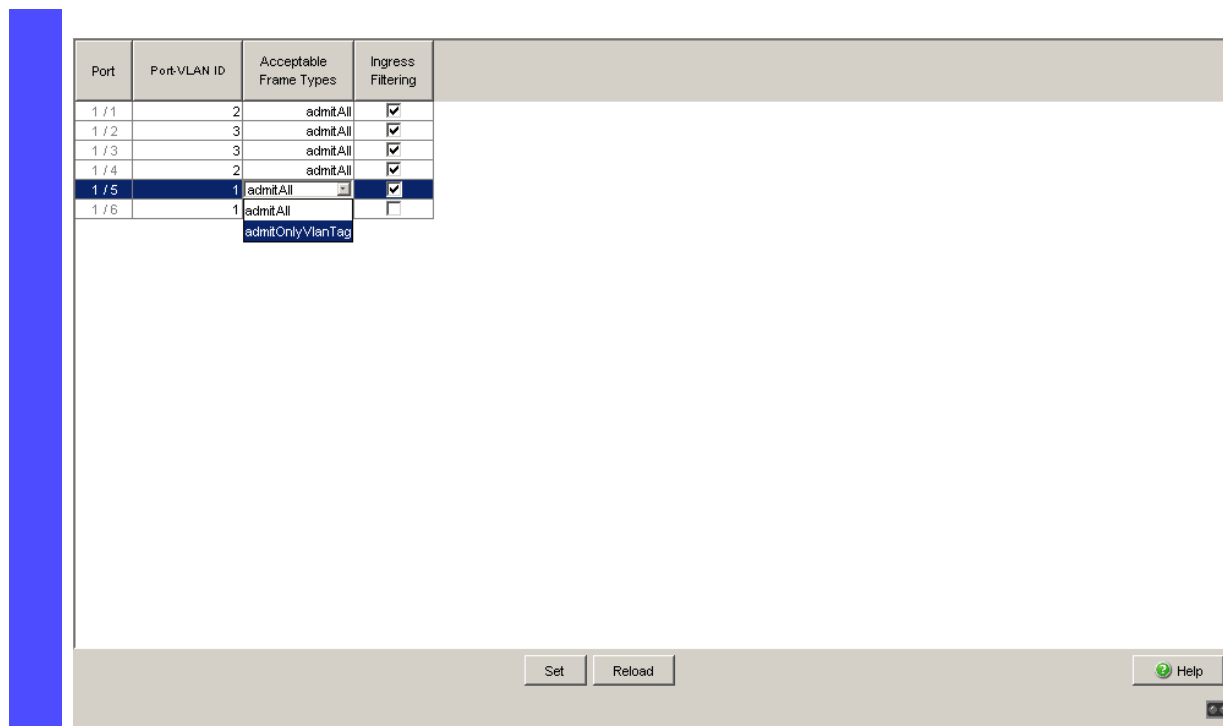 Port Port-VLAN ID Acceptable Frame Types Ingress Filtering
1 / 1 2 admitAll
1 / 2 3 admitAll
1 / 3 3 admitAll
1 / 4 2 admitAll
1 / 5 1 admitAll
1 / 6 1 admitAll
admitOnlyVlanTag
Set Reload Help